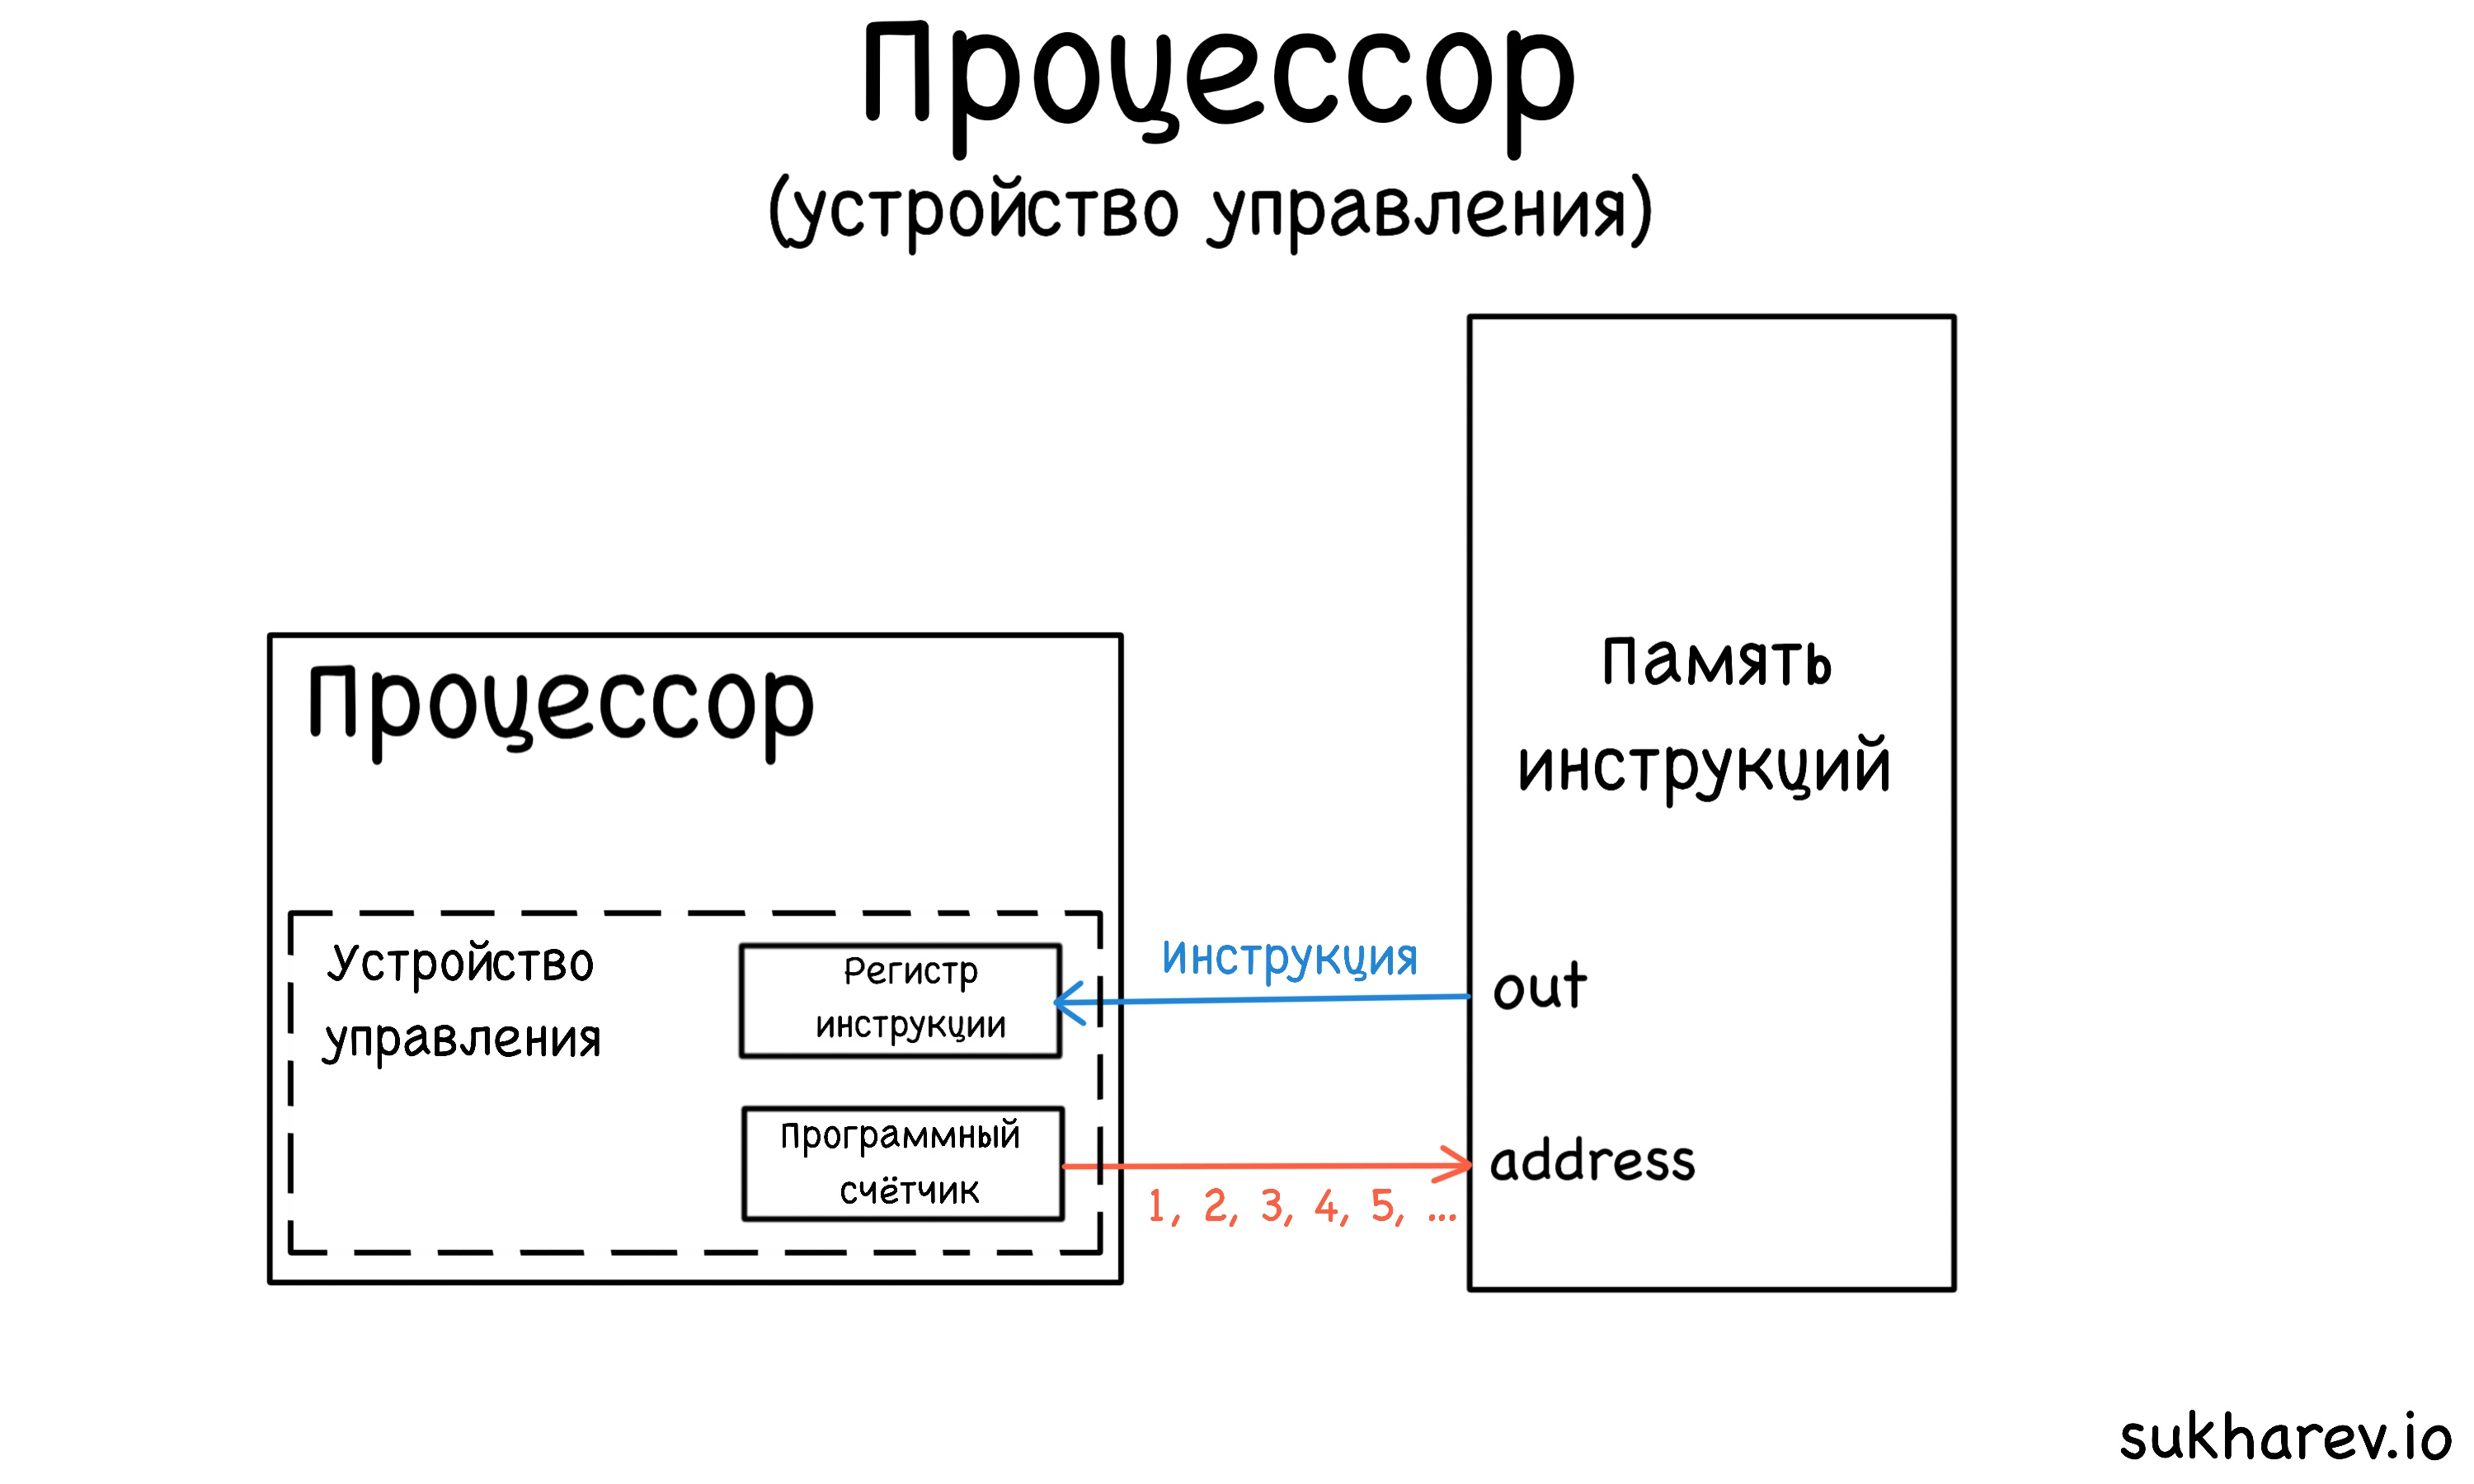 Процессор
(устройство управления)
Процессор
Устройство
управления
Регистр
инструкции
Программный
счётчик
инструкция
1, 2, 3, 4, 5, ...
Память
инструкций
out
address
sukharev.io